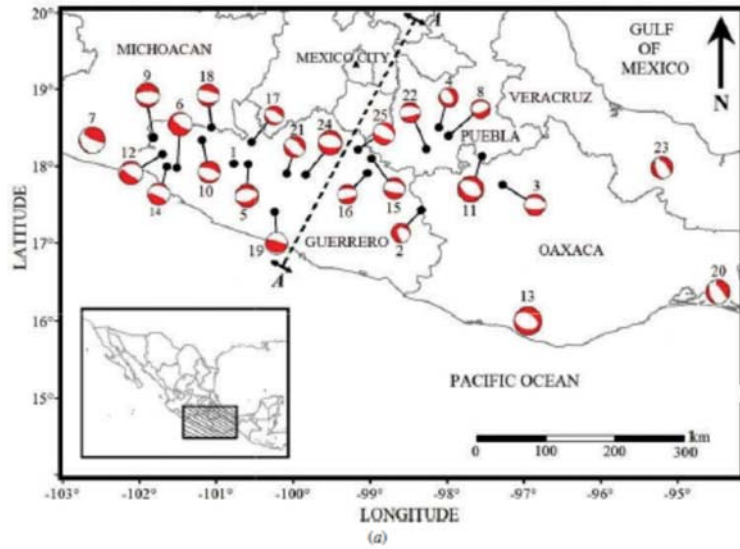 20°
19°
18°
17°
16°
15°
LATITUDE
-103
-102
-101
-100
-99
-98
-97
-96
-95
LONGITUDE
(a)
MICHOACAN
MEXICO CITY
GULF
OF
MEXICO
VERACRUZ
PUEBLA
GUERRERO
OAXACA
PACIFIC OCEAN
N
A
A
9
18
4
8
7
6
17
22
21
24
25
23
12
1
14
10
5
16
15
11
3
2
19
20
13
0
100
200
300
km